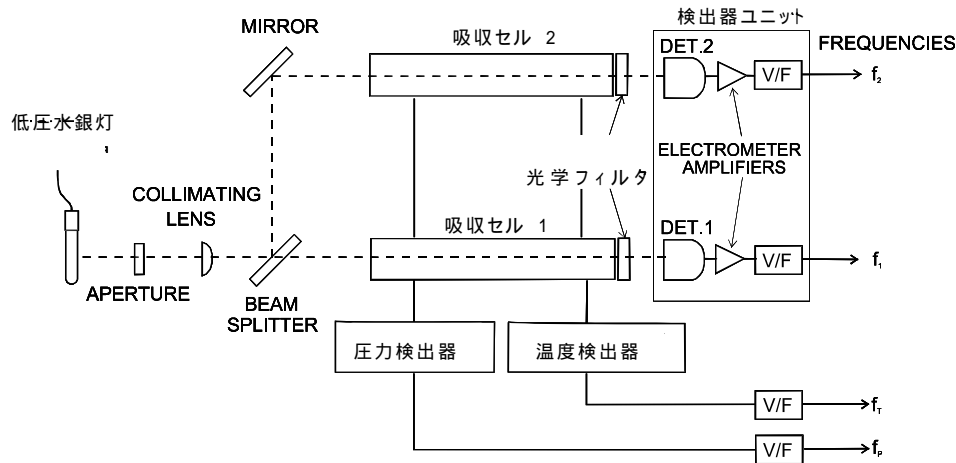 検出器ユニット
吸収セル 2
MIRROR
DET.2
FREQUENCIES
V/F
f₂
低圧水銀灯
ELECTROMETER
AMPLIFIERS
光学フィルタ
COLLIMATING
LENS
吸収セル 1
DET.1
V/F
f₁
APERTURE
BEAM
SPLITTER
圧力検出器
温度検出器
V/F
f_T
V/F
f_P